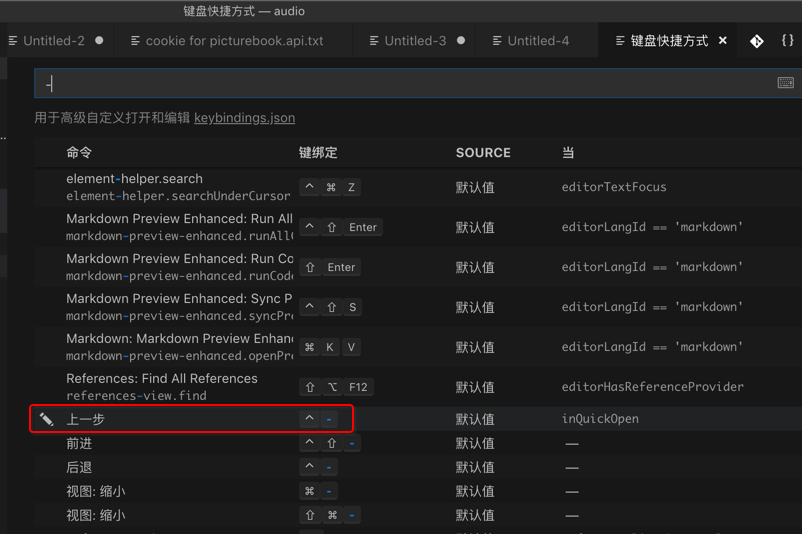 键盘快捷方式 — audio
Untitled-2 ● cookie for picturebook.api.txt Untitled-3 ● Untitled-4 键盘快捷方式 × { }
-
用于高级自定义打开和编辑 keybindings.json
命令 键绑定 SOURCE 当
element-helper.search
element-helper.searchUnderCursor ^ ⌘ Z 默认值 editorTextFocus
Markdown Preview Enhanced: Run All
markdown-preview-enhanced.runAllC ^ ⇧ Enter 默认值 editorLangId == 'markdown'
Markdown Preview Enhanced: Run Co
markdown-preview-enhanced.runCode ⇧ Enter 默认值 editorLangId == 'markdown'
Markdown Preview Enhanced: Sync P
markdown-preview-enhanced.syncPre ^ ⇧ S 默认值 editorLangId == 'markdown'
Markdown: Markdown Preview Enhanc
markdown-preview-enhanced.openPre ⌘ K V 默认值 editorLangId == 'markdown'
References: Find All References
references-view.find ⇧ ⌥ F12 默认值 editorHasReferenceProvider
上一步 ^ - 默认值 inQuickOpen
前进 ^ ⇧ - 默认值 —
后退 ^ - 默认值 —
视图: 缩小 ⌘ - 默认值 —
视图: 缩小 ⇧ ⌘ - 默认值 —